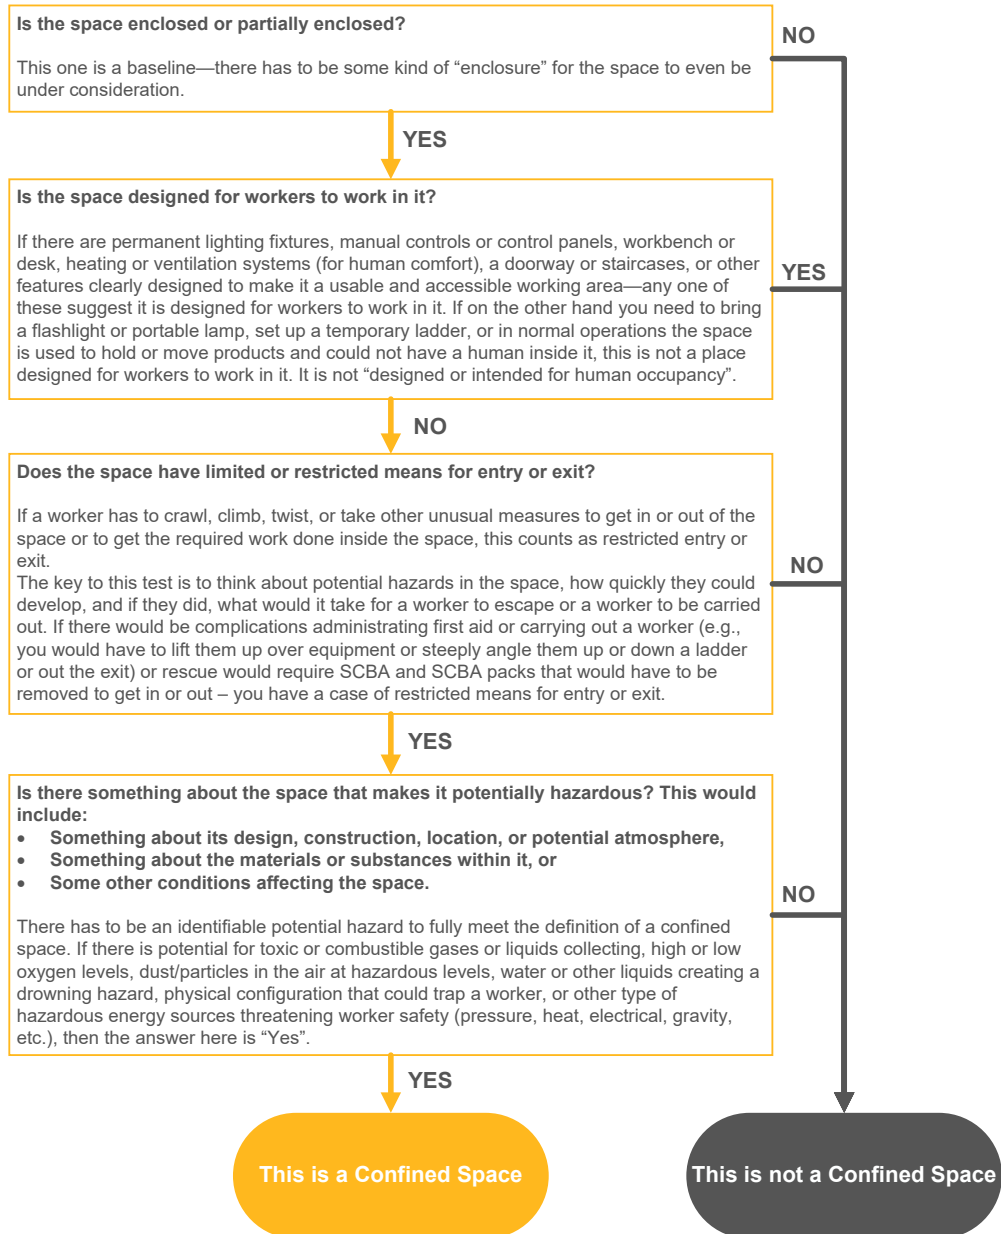 Is the space enclosed or partially enclosed?
NO
This one is a baseline—there has to be some kind of “enclosure” for the space to even be
under consideration.
YES
Is the space designed for workers to work in it?
If there are permanent lighting fixtures, manual controls or control panels, workbench or
desk, heating or ventilation systems (for human comfort), a doorway or staircases, or other
features clearly designed to make it a usable and accessible working area—any one of
these suggest it is designed for workers to work in it. If on the other hand you need to bring
a flashlight or portable lamp, set up a temporary ladder, or in normal operations the space
is used to hold or move products and could not have a human inside it, this is not a place
designed for workers to work in it. It is not “designed or intended for human occupancy”.
YES
NO
Does the space have limited or restricted means for entry or exit?
If a worker has to crawl, climb, twist, or take other unusual measures to get in or out of the
space or to get the required work done inside the space, this counts as restricted entry or
exit.
The key to this test is to think about potential hazards in the space, how quickly they could
develop, and if they did, what would it take for a worker to escape or a worker to be carried
out. If there would be complications administrating first aid or carrying out a worker (e.g.,
you would have to lift them up over equipment or steeply angle them up or down a ladder
or out the exit) or rescue would require SCBA and SCBA packs that would have to be
removed to get in or out – you have a case of restricted means for entry or exit.
NO
YES
Is there something about the space that makes it potentially hazardous? This would
include:
• Something about its design, construction, location, or potential atmosphere,
• Something about the materials or substances within it, or
• Some other conditions affecting the space.
There has to be an identifiable potential hazard to fully meet the definition of a confined
space. If there is potential for toxic or combustible gases or liquids collecting, high or low
oxygen levels, dust/particles in the air at hazardous levels, water or other liquids creating a
drowning hazard, physical configuration that could trap a worker, or other type of
hazardous energy sources threatening worker safety (pressure, heat, electrical, gravity,
etc.), then the answer here is “Yes”.
NO
YES
This is a Confined Space
This is not a Confined Space